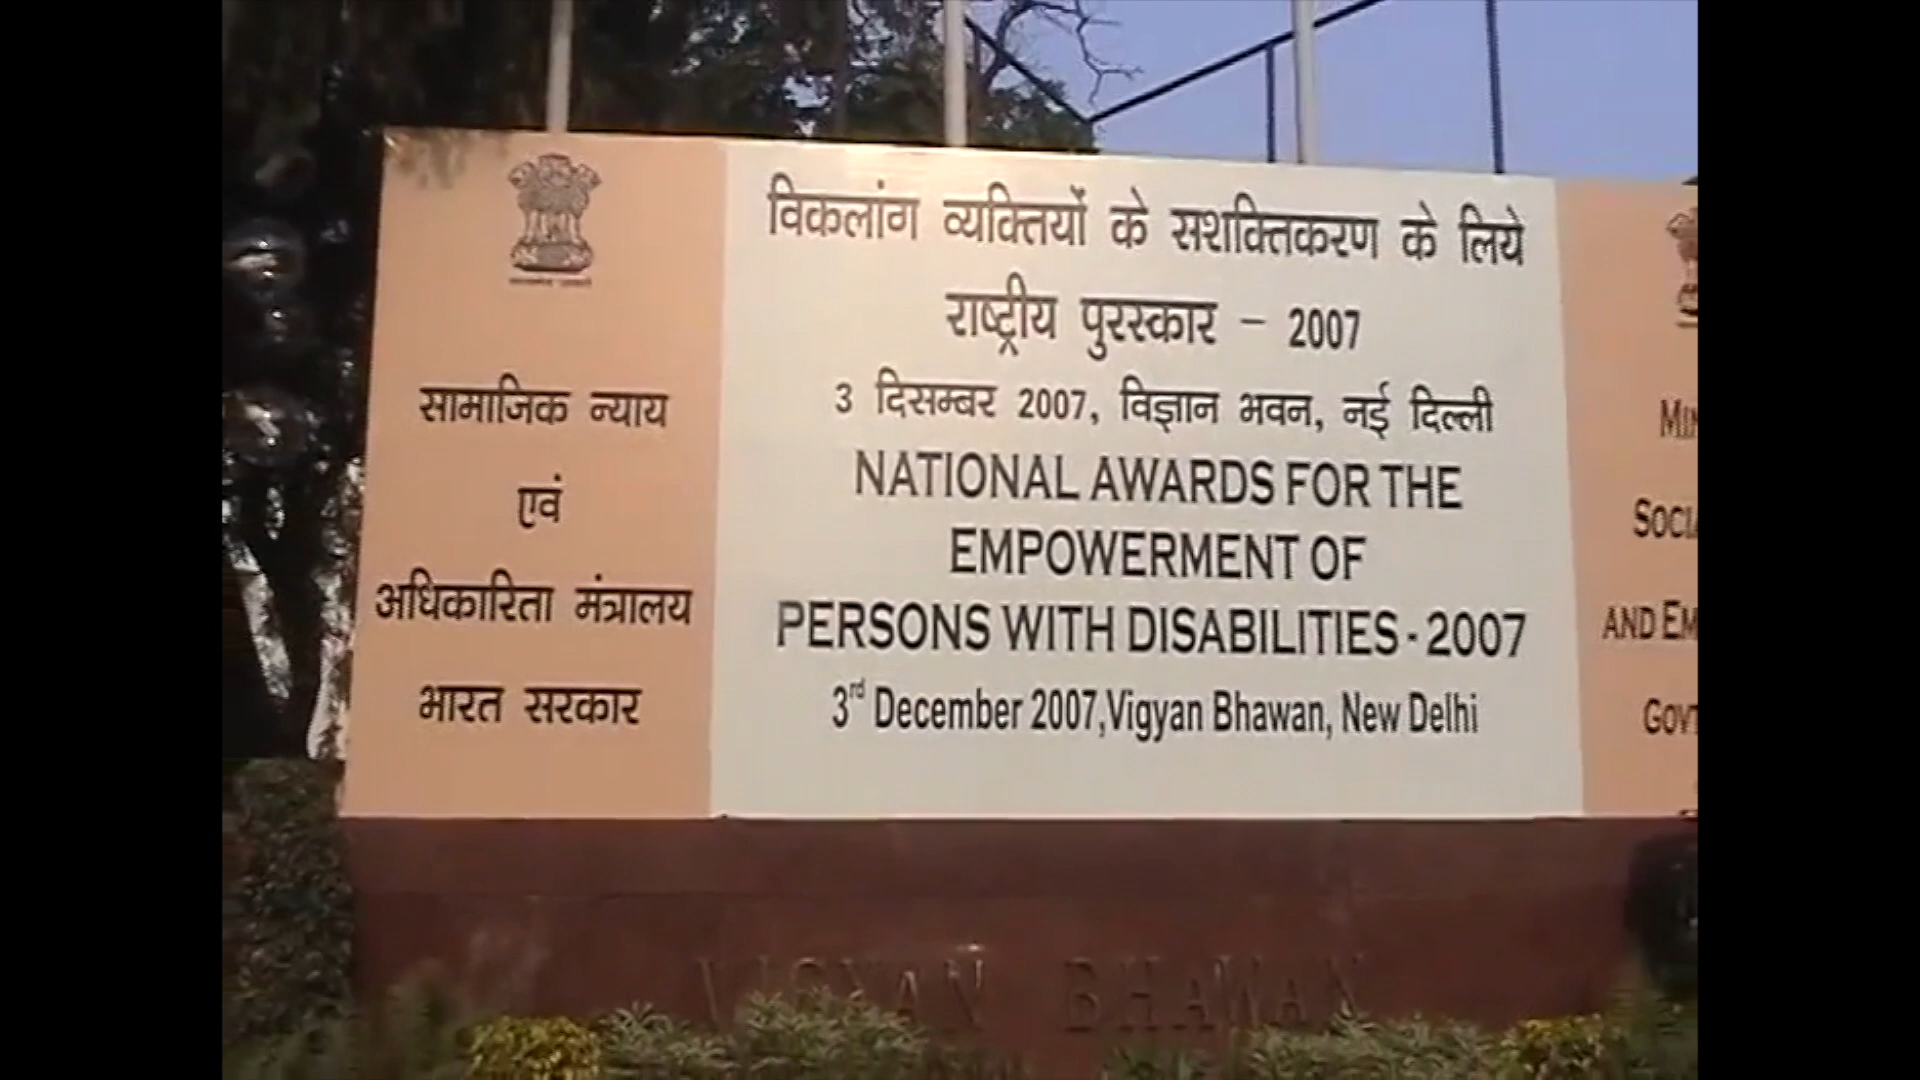 सामाजिक न्याय
एवं
अधिकारिता मंत्रालय
भारत सरकार
विकलांग व्यक्तियों के सशक्तिकरण के लिये
राष्ट्रीय पुरस्कार – 2007
3 दिसम्बर 2007, विज्ञान भवन, नई दिल्ली
NATIONAL AWARDS FOR THE
EMPOWERMENT OF
PERSONS WITH DISABILITIES - 2007
3rd December 2007, Vigyan Bhawan, New Delhi
AND
VIGYAN BHAWAN